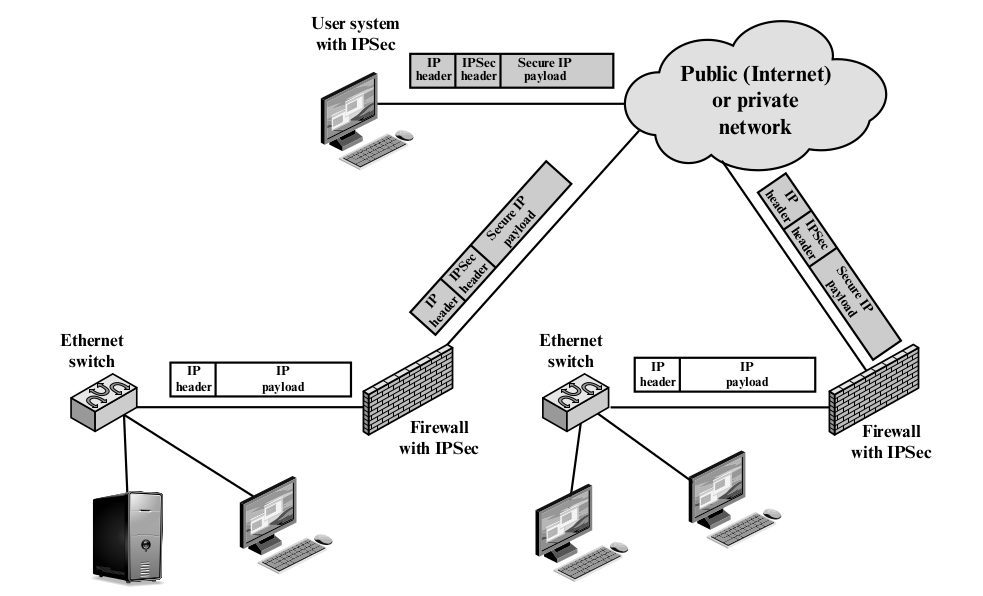 User system
with IPSec
IP
header
IPSec
header
Secure IP
payload
Public (Internet)
or private
network
IP
header
IPSec
header
Secure IP
payload
IP
header
IPSec
header
Secure IP
payload
Ethernet
switch
IP
header
IP
payload
Firewall
with IPSec
Ethernet
switch
IP
header
IP
payload
Firewall
with IPSec